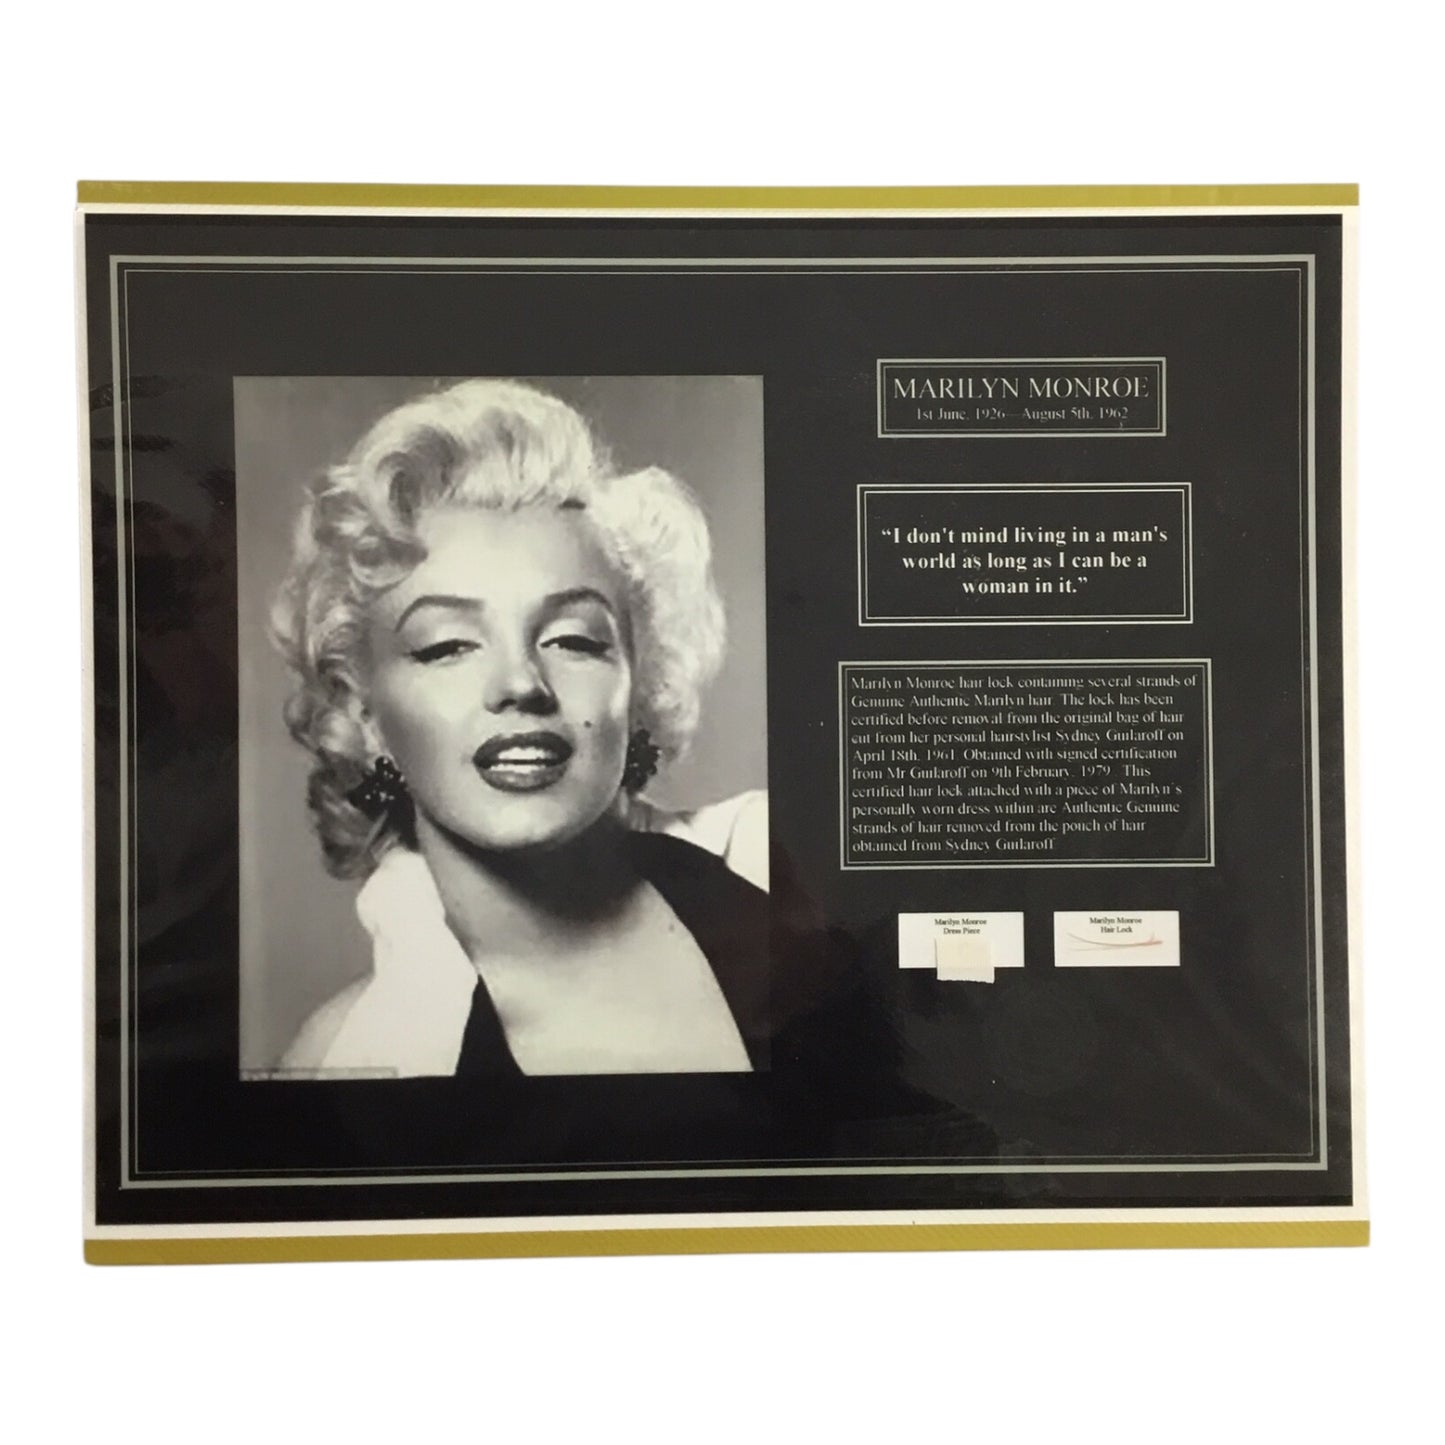 MARILYN MONROE
1st June, 1926—August 5th, 1962
“I don't mind living in a man's
world as long as I can be a
woman in it.”
Marilyn Monroe hair lock containing several strands of
Genuine Authentic Marilyn hair. The lock has been
certified before removal from the original bag of hair
cut from her personal hairstylist Sydney Guilaroff on
April 18th, 1961. Obtained with signed certification
from Mr Guilaroff on 9th February, 1979. This
certified hair lock attached with a piece of Marilyn's
personally worn dress within are Authentic Genuine
strands of hair removed from the pouch of hair
obtained from Sydney Guilaroff
Marilyn Monroe
Dress Piece
Marilyn Monroe
Hair Lock